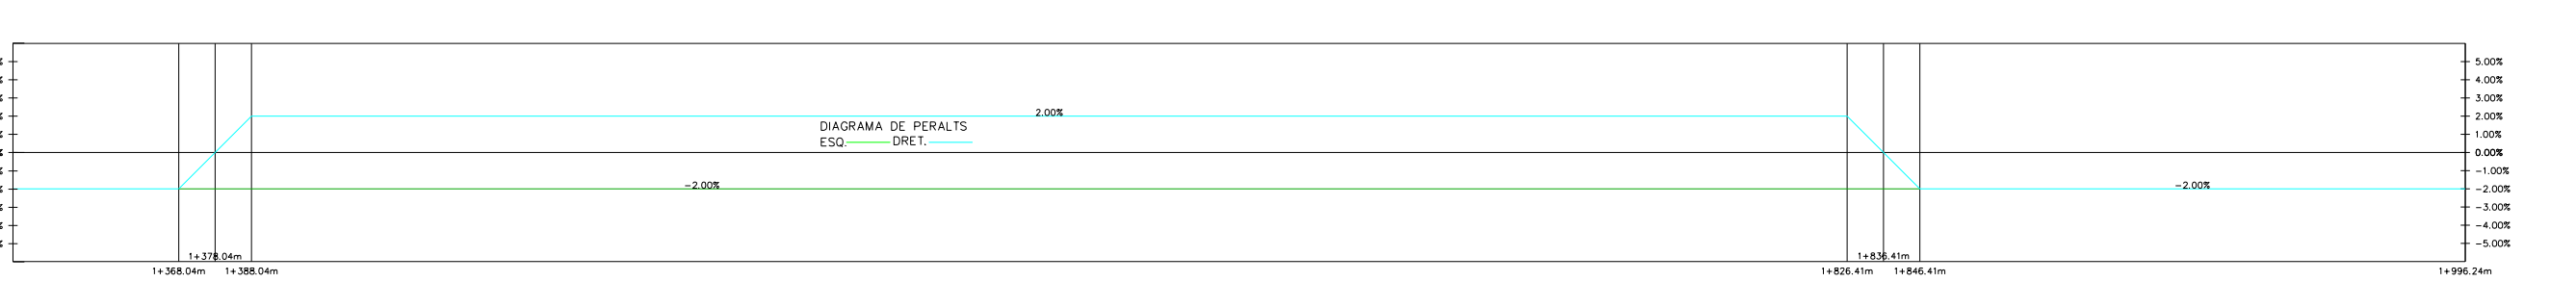 5.00%
4.00%
3.00%
2.00%
2.00%
DIAGRAMA DE PERALTS
1.00%
ESQ. DRET.
0.00%
-1.00%
-2.00%
-2.00%
-2.00%
-3.00%
-4.00%
-5.00%
1+378.04m
1+836.41m
1+368.04m 1+388.04m 1+826.41m 1+846.41m 1+996.24m